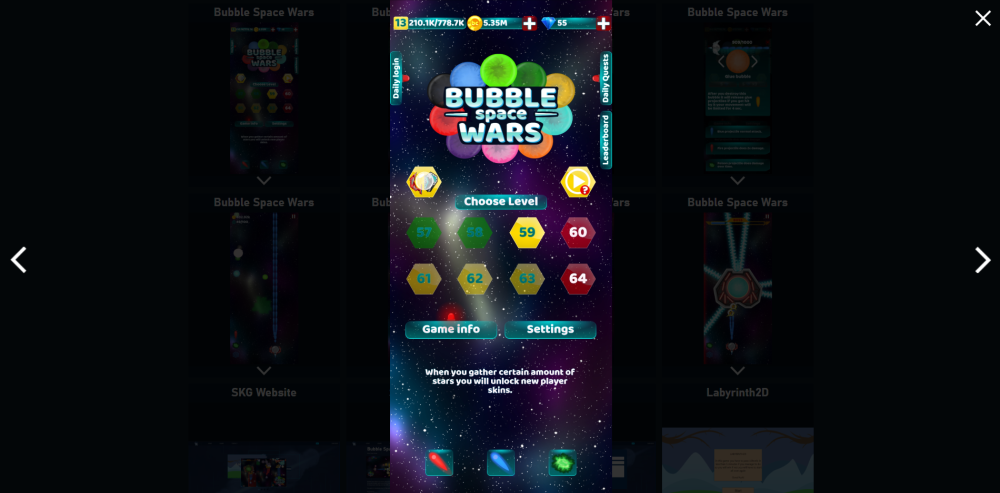 Bubble Space Wars
Bubble Space Wars
13 210.1K/778.7K 5.35M 55
Daily login
Daily Quests
Leaderboard
BUBBLE
space
WARS
Bubble Space Wars
Bubble Space Wars
Choose Level
57 58 59 60
61 62 63 64
Game info Settings
When you gather certain amount of
stars you will unlock new player
skins.
SKG Website
Labyrinth2D